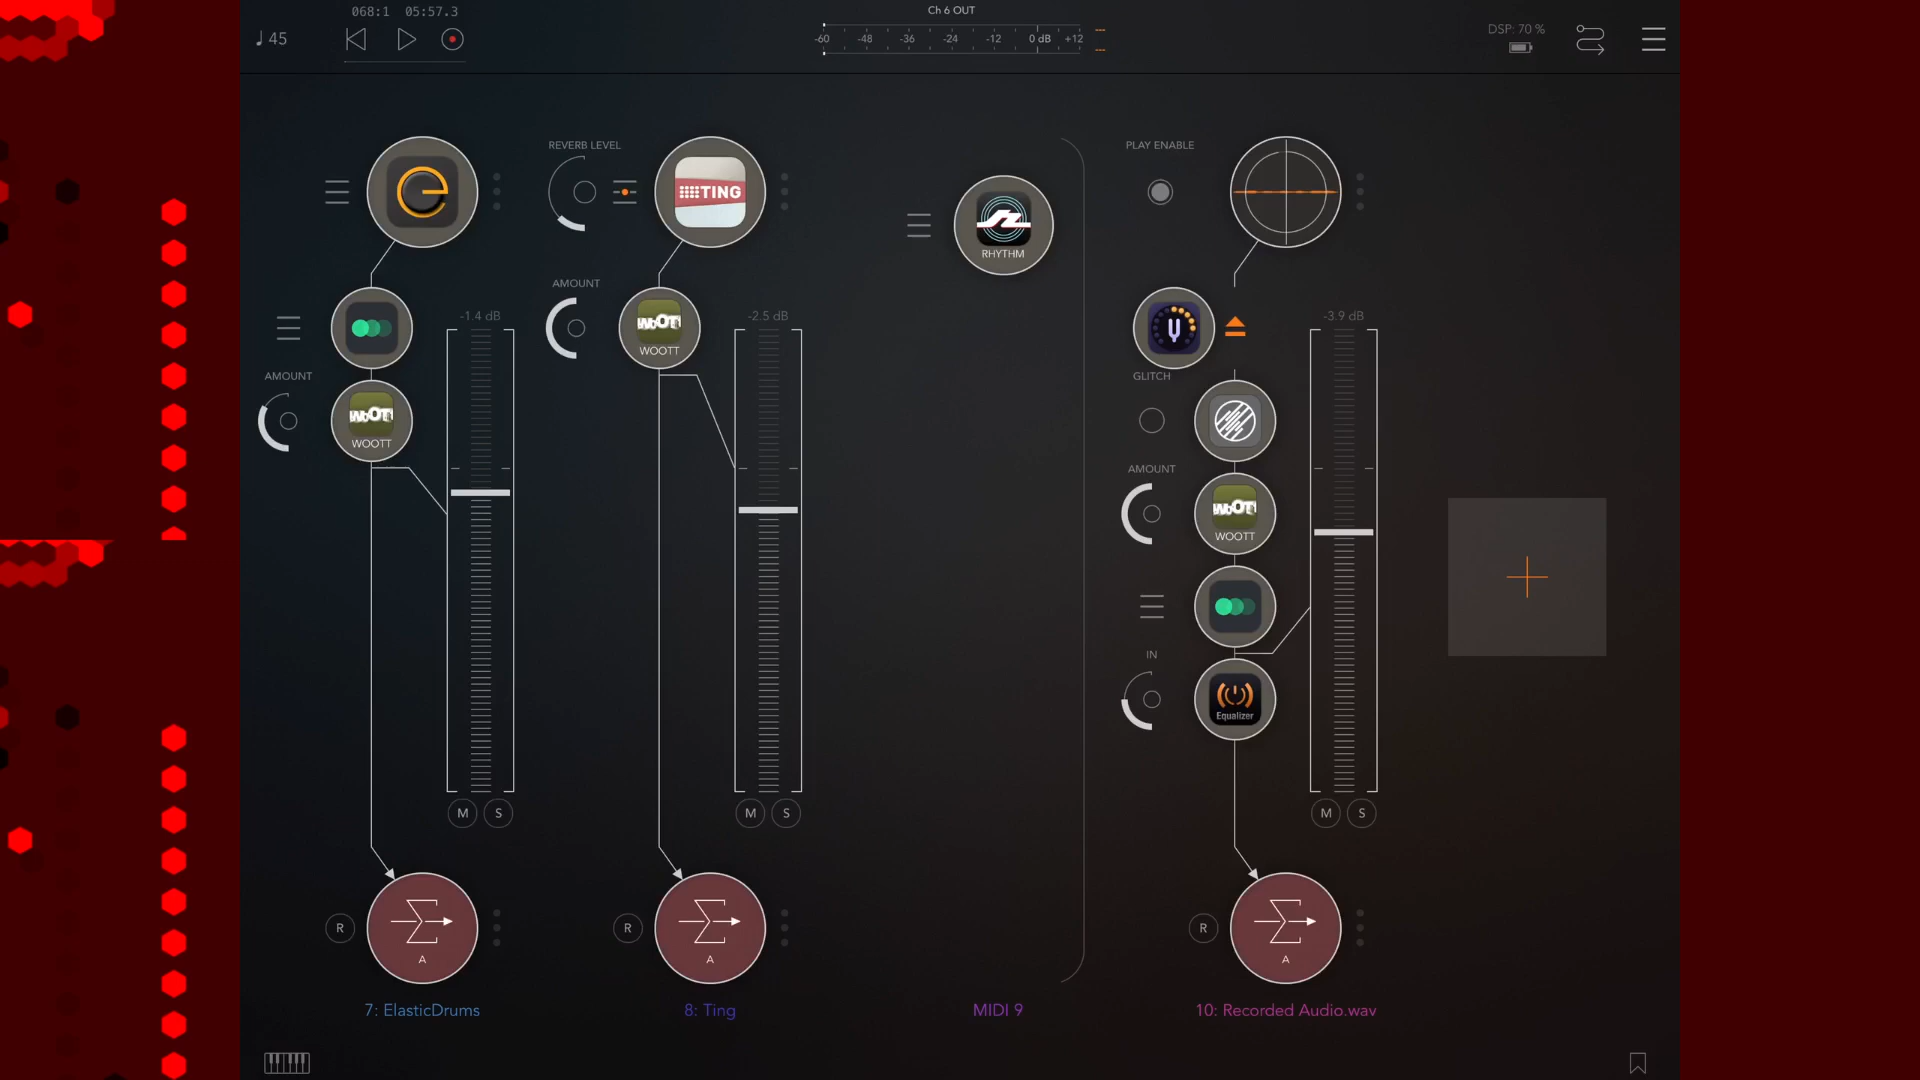 068:1 05:57.3
♩ 45
Ch 6 OUT
-60 -48 -36 -24 -12 0 dB +12
DSP: 70 %
REVERB LEVEL
TING
AMOUNT
WOOTT
-2.5 dB
PLAY ENABLE
RHYTHM
-1.4 dB
AMOUNT
WOOTT
-3.9 dB
GLITCH
AMOUNT
WOOTT
IN
Equalizer
M S
M S
M S
R
A
R
A
R
A
7: ElasticDrums
8: Ting
MIDI 9
10: Recorded Audio.wav